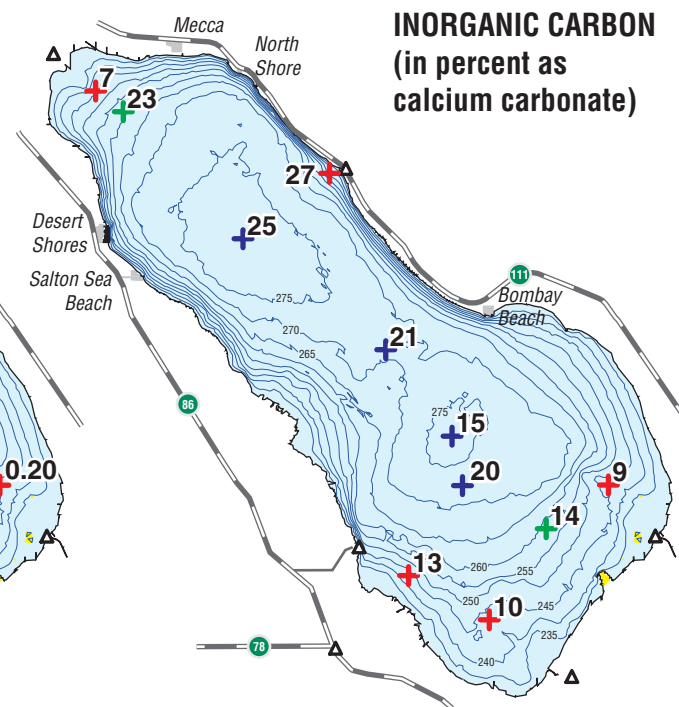 INORGANIC CARBON
(in percent as
calcium carbonate)
Mecca
North
Shore
7
23
27
25
Desert
Shores
Salton Sea
Beach
275
270
265
111
Bombay
Beach
21
86
275
15
20
9
0.20
14
13
260
255
250
10
245
235
240
78